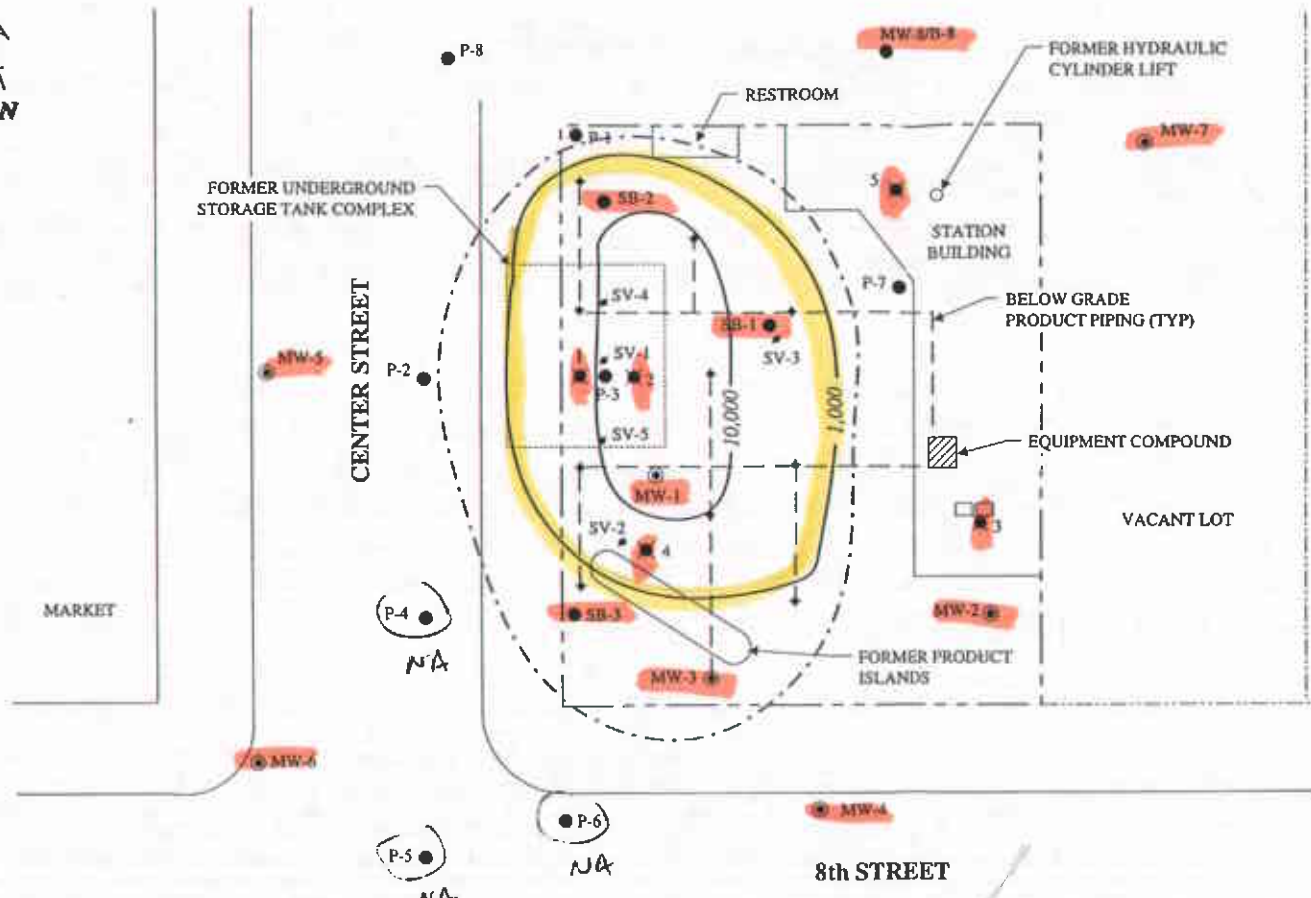 N
P-8
MW-8/B-8
FORMER HYDRAULIC
CYLINDER LIFT
RESTROOM
P-1
MW-7
FORMER UNDERGROUND
STORAGE TANK COMPLEX
SB-2
5
STATION
BUILDING
P-7
SV-4
BELOW GRADE
PRODUCT PIPING (TYP)
SB-1
SV-3
MW-5
CENTER STREET
P-2
1
SV-1
P-3
2
10,000
1,000
SV-5
EQUIPMENT COMPOUND
MW-1
SV-2
4
3
VACANT LOT
MARKET
P-4
NA
SB-3
MW-2
FORMER PRODUCT
ISLANDS
MW-3
MW-6
P-6
NA
MW-4
P-5
NA
8th STREET